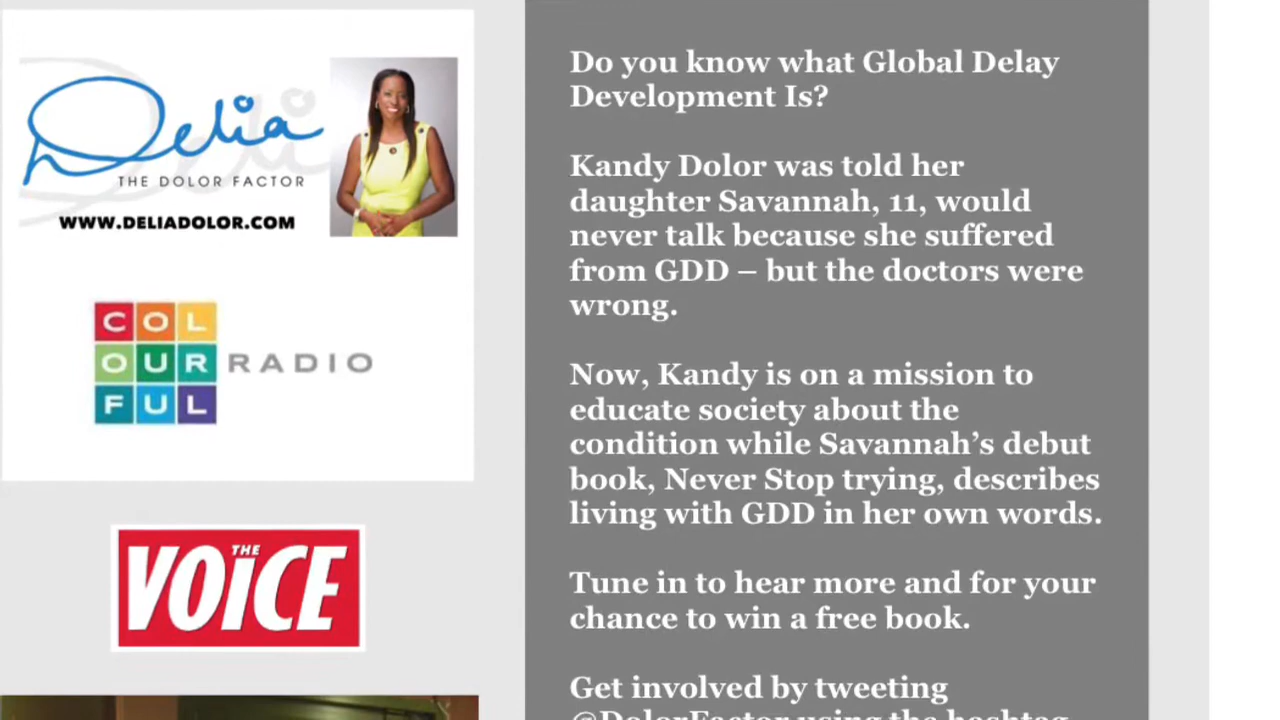 Delia
THE DOLOR FACTOR
WWW.DELIADOLOR.COM
COL
OUR RADIO
FUL
THE
VOICE
Do you know what Global Delay
Development Is?
Kandy Dolor was told her
daughter Savannah, 11, would
never talk because she suffered
from GDD – but the doctors were
wrong.
Now, Kandy is on a mission to
educate society about the
condition while Savannah’s debut
book, Never Stop trying, describes
living with GDD in her own words.
Tune in to hear more and for your
chance to win a free book.
Get involved by tweeting
@DolorFactor using the hashtag